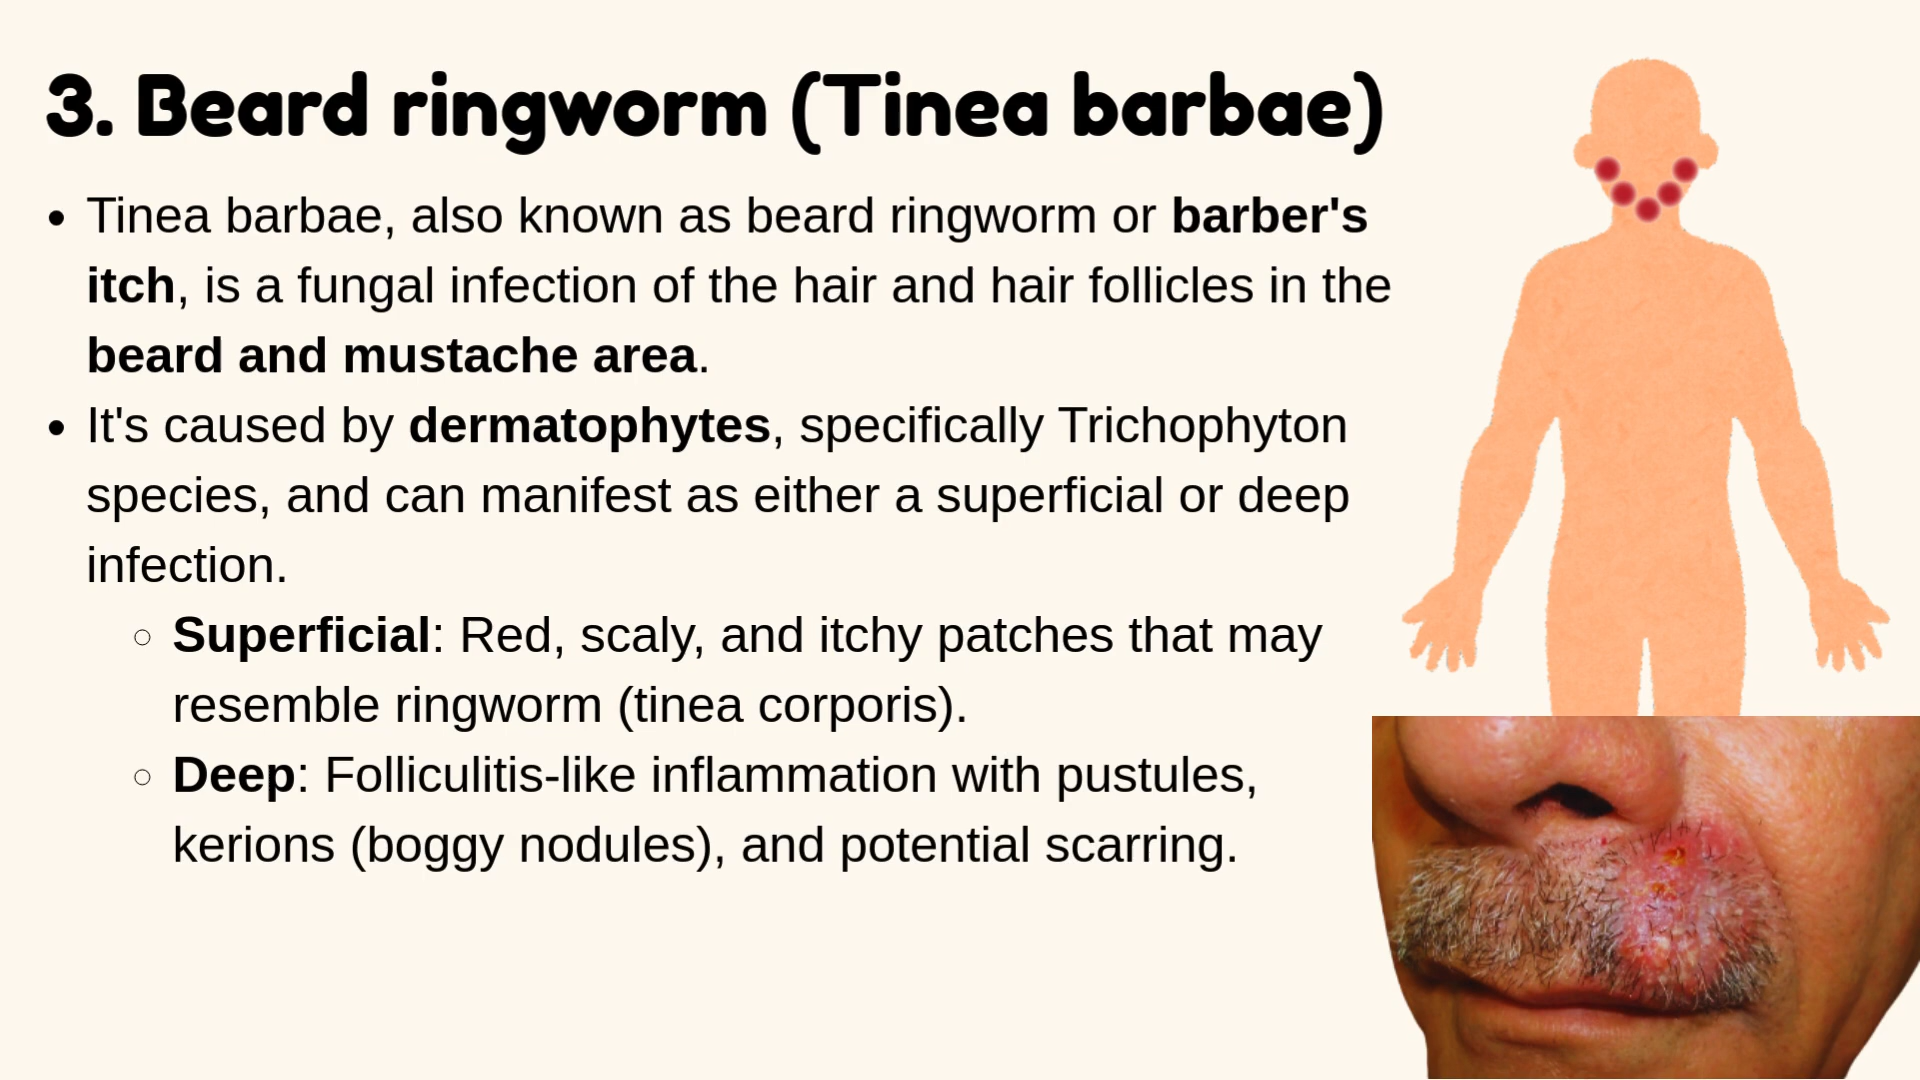 3. Beard ringworm (Tinea barbae)
• Tinea barbae, also known as beard ringworm or barber's
itch, is a fungal infection of the hair and hair follicles in the
beard and mustache area.
• It's caused by dermatophytes, specifically Trichophyton
species, and can manifest as either a superficial or deep
infection.
○ Superficial: Red, scaly, and itchy patches that may
resemble ringworm (tinea corporis).
○ Deep: Folliculitis-like inflammation with pustules,
kerions (boggy nodules), and potential scarring.